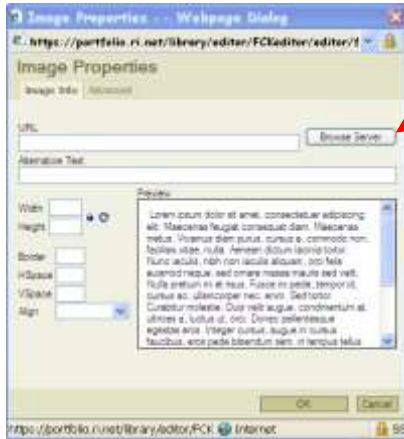 Image Properties -- Webpage Dialog
https://portfolio.ri.net/library/editor/FCKeditor/editor/f
Image Properties
Image Info Advanced
URL
Browse Server
Alternative Text
Preview
Width
Height
Border
HSpace
VSpace
Align
Lorem ipsum dolor sit amet, consectetuer adipiscing
elit. Maecenas feugiat consequat diam. Maecenas
metus. Vivamus diam purus, cursus a, commodo non,
facilisis vitae, nulla. Aenean dictum lacinia tortor.
Nunc iaculis, nibh non iaculis aliquam, orci felis
euismod neque, sed ornare massa mauris sed velit.
Nulla pretium mi et risus. Fusce mi pede, tempor id,
cursus ac, ullamcorper nec, enim. Sed tortor.
Curabitur molestie. Duis velit augue, condimentum at,
ultrices a, luctus ut, orci. Donec pellentesque
egestas eros. Integer cursus, augue in cursus
faucibus, eros pede bibendum sem, in tempus tellus
OK Cancel
https://portfolio.ri.net/library/editor/FCK Internet